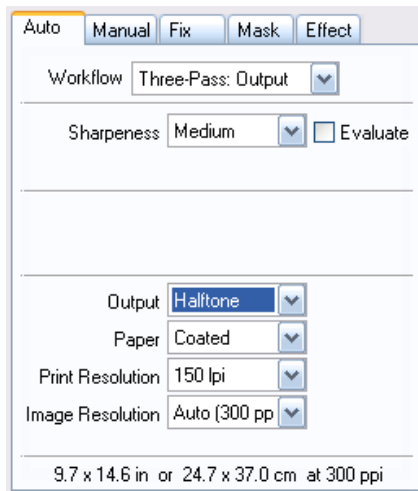 Auto Manual Fix Mask Effect
Workflow Three-Pass: Output
Sharpeness Medium Evaluate
Output Halftone
Paper Coated
Print Resolution 150 lpi
Image Resolution Auto (300 pp
9.7 x 14.6 in or 24.7 x 37.0 cm at 300 ppi